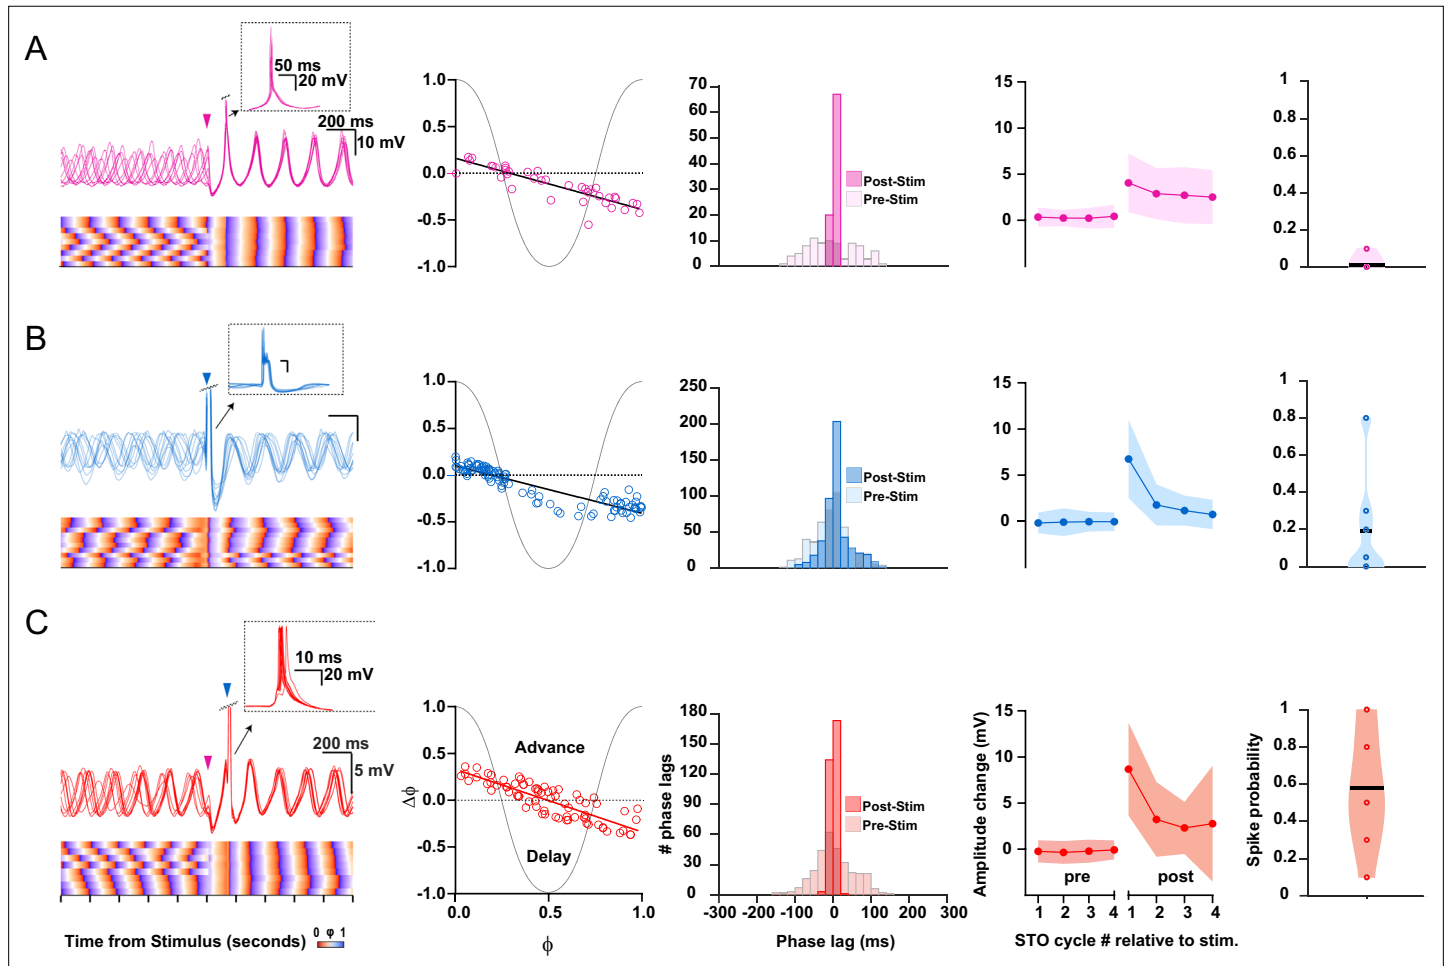 A
50 ms
20 mV
200 ms
10 mV
1.0
0.5
0.0
-0.5
-1.0
70
60
50
40
30
20
10
0
Post-Stim
Pre-Stim
15
10
5
0
1
0.8
0.6
0.4
0.2
0
B
1.0
0.5
0.0
-0.5
-1.0
250
200
150
100
50
0
Post-Stim
Pre-Stim
15
10
5
0
1
0.8
0.6
0.4
0.2
0
C
10 ms
20 mV
200 ms
5 mV
Time from Stimulus (seconds)
0 φ 1
Δϕ
1.0
0.5
0.0
-0.5
-1.0
Advance
Delay
0.0 0.5 1.0
ϕ
# phase lags
180
150
120
90
60
30
0
Post-Stim
Pre-Stim
-300 -200 -100 0 100 200 300
Phase lag (ms)
Amplitude change (mV)
15
10
5
0
pre post
1 2 3 4 1 2 3 4
STO cycle # relative to stim.
Spike probability
1
0.8
0.6
0.4
0.2
0